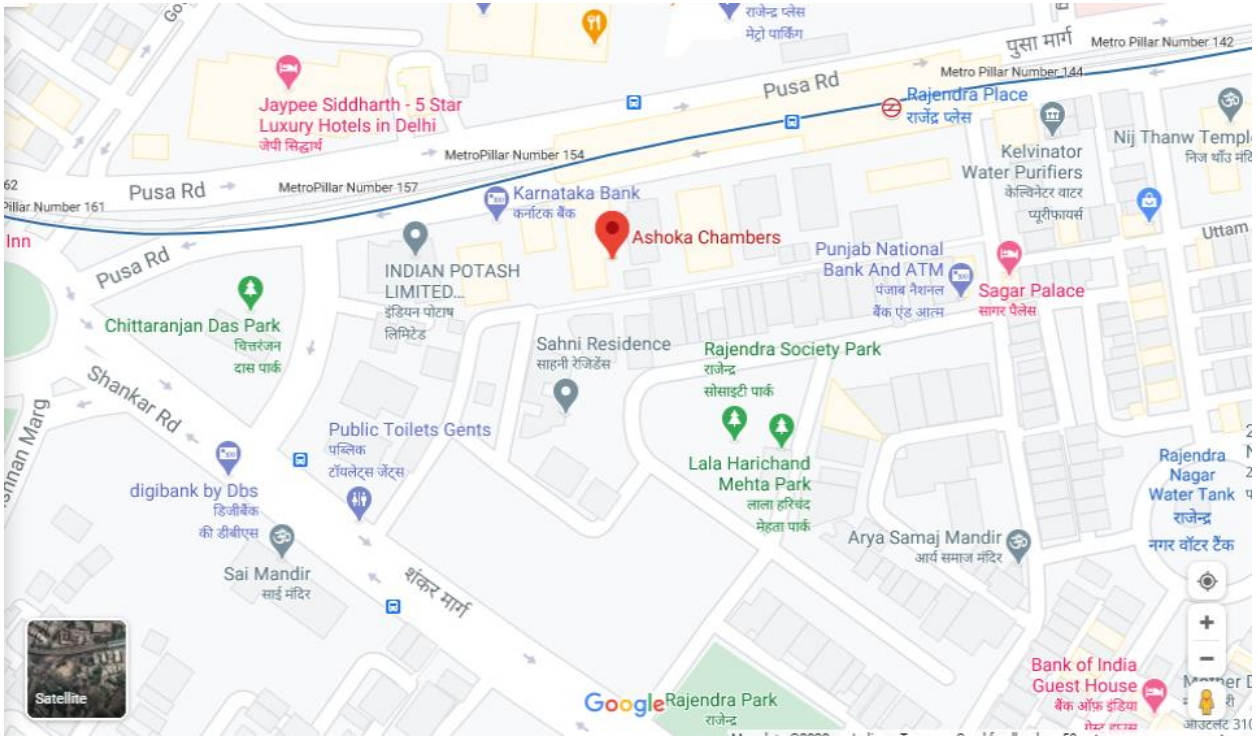 राजेन्द्र प्लेस
मेट्रो पार्किंग
पुसा मार्ग
Metro Pillar Number 142
Metro Pillar Number 144
Pusa Rd
Rajendra Place
राजेंद्र प्लेस
Jaypee Siddharth - 5 Star
Luxury Hotels in Delhi
जेपी सिद्धार्थ
MetroPillar Number 154
Kelvinator
Water Purifiers
केल्विनेटर वाटर
प्यूरीफायर्स
Nij Thanw
निज थाँउ
62
Pusa Rd
MetroPillar Number 157
Pillar Number 161
Karnataka Bank
कर्नाटक बैंक
Inn
Ashoka Chambers
Uttam
Pusa Rd
INDIAN POTASH
LIMITED...
इंडियन पोटाष
लिमिटेड
Punjab National
Bank And ATM
पंजाब नैशनल
बैंक एंड आत्म
Sagar Palace
सागर पैलेस
Chittaranjan Das Park
चित्तरंजन
दास पार्क
Sahni Residence
साहनी रेजिडेंस
Rajendra Society Park
राजेन्द्र
सोसाइटी पार्क
Shankar Rd
Public Toilets Gents
पब्लिक
टॉयलेट्स जेंट्स
Lala Harichand
Mehta Park
लाला हरिचंद
मेहता पार्क
Rajendra
Nagar
Water Tank
राजेन्द्र
नगर वॉटर टैंक
digibank by Dbs
डिजीबैंक
की डीबीएस
Arya Samaj Mandir
आर्य समाज मंदिर
Sai Mandir
साई मंदिर
शंकर मार्ग
Satellite
Bank of India
Guest House
बैंक ऑफ़ इंडिया
Google
Rajendra Park
राजेन्द्र